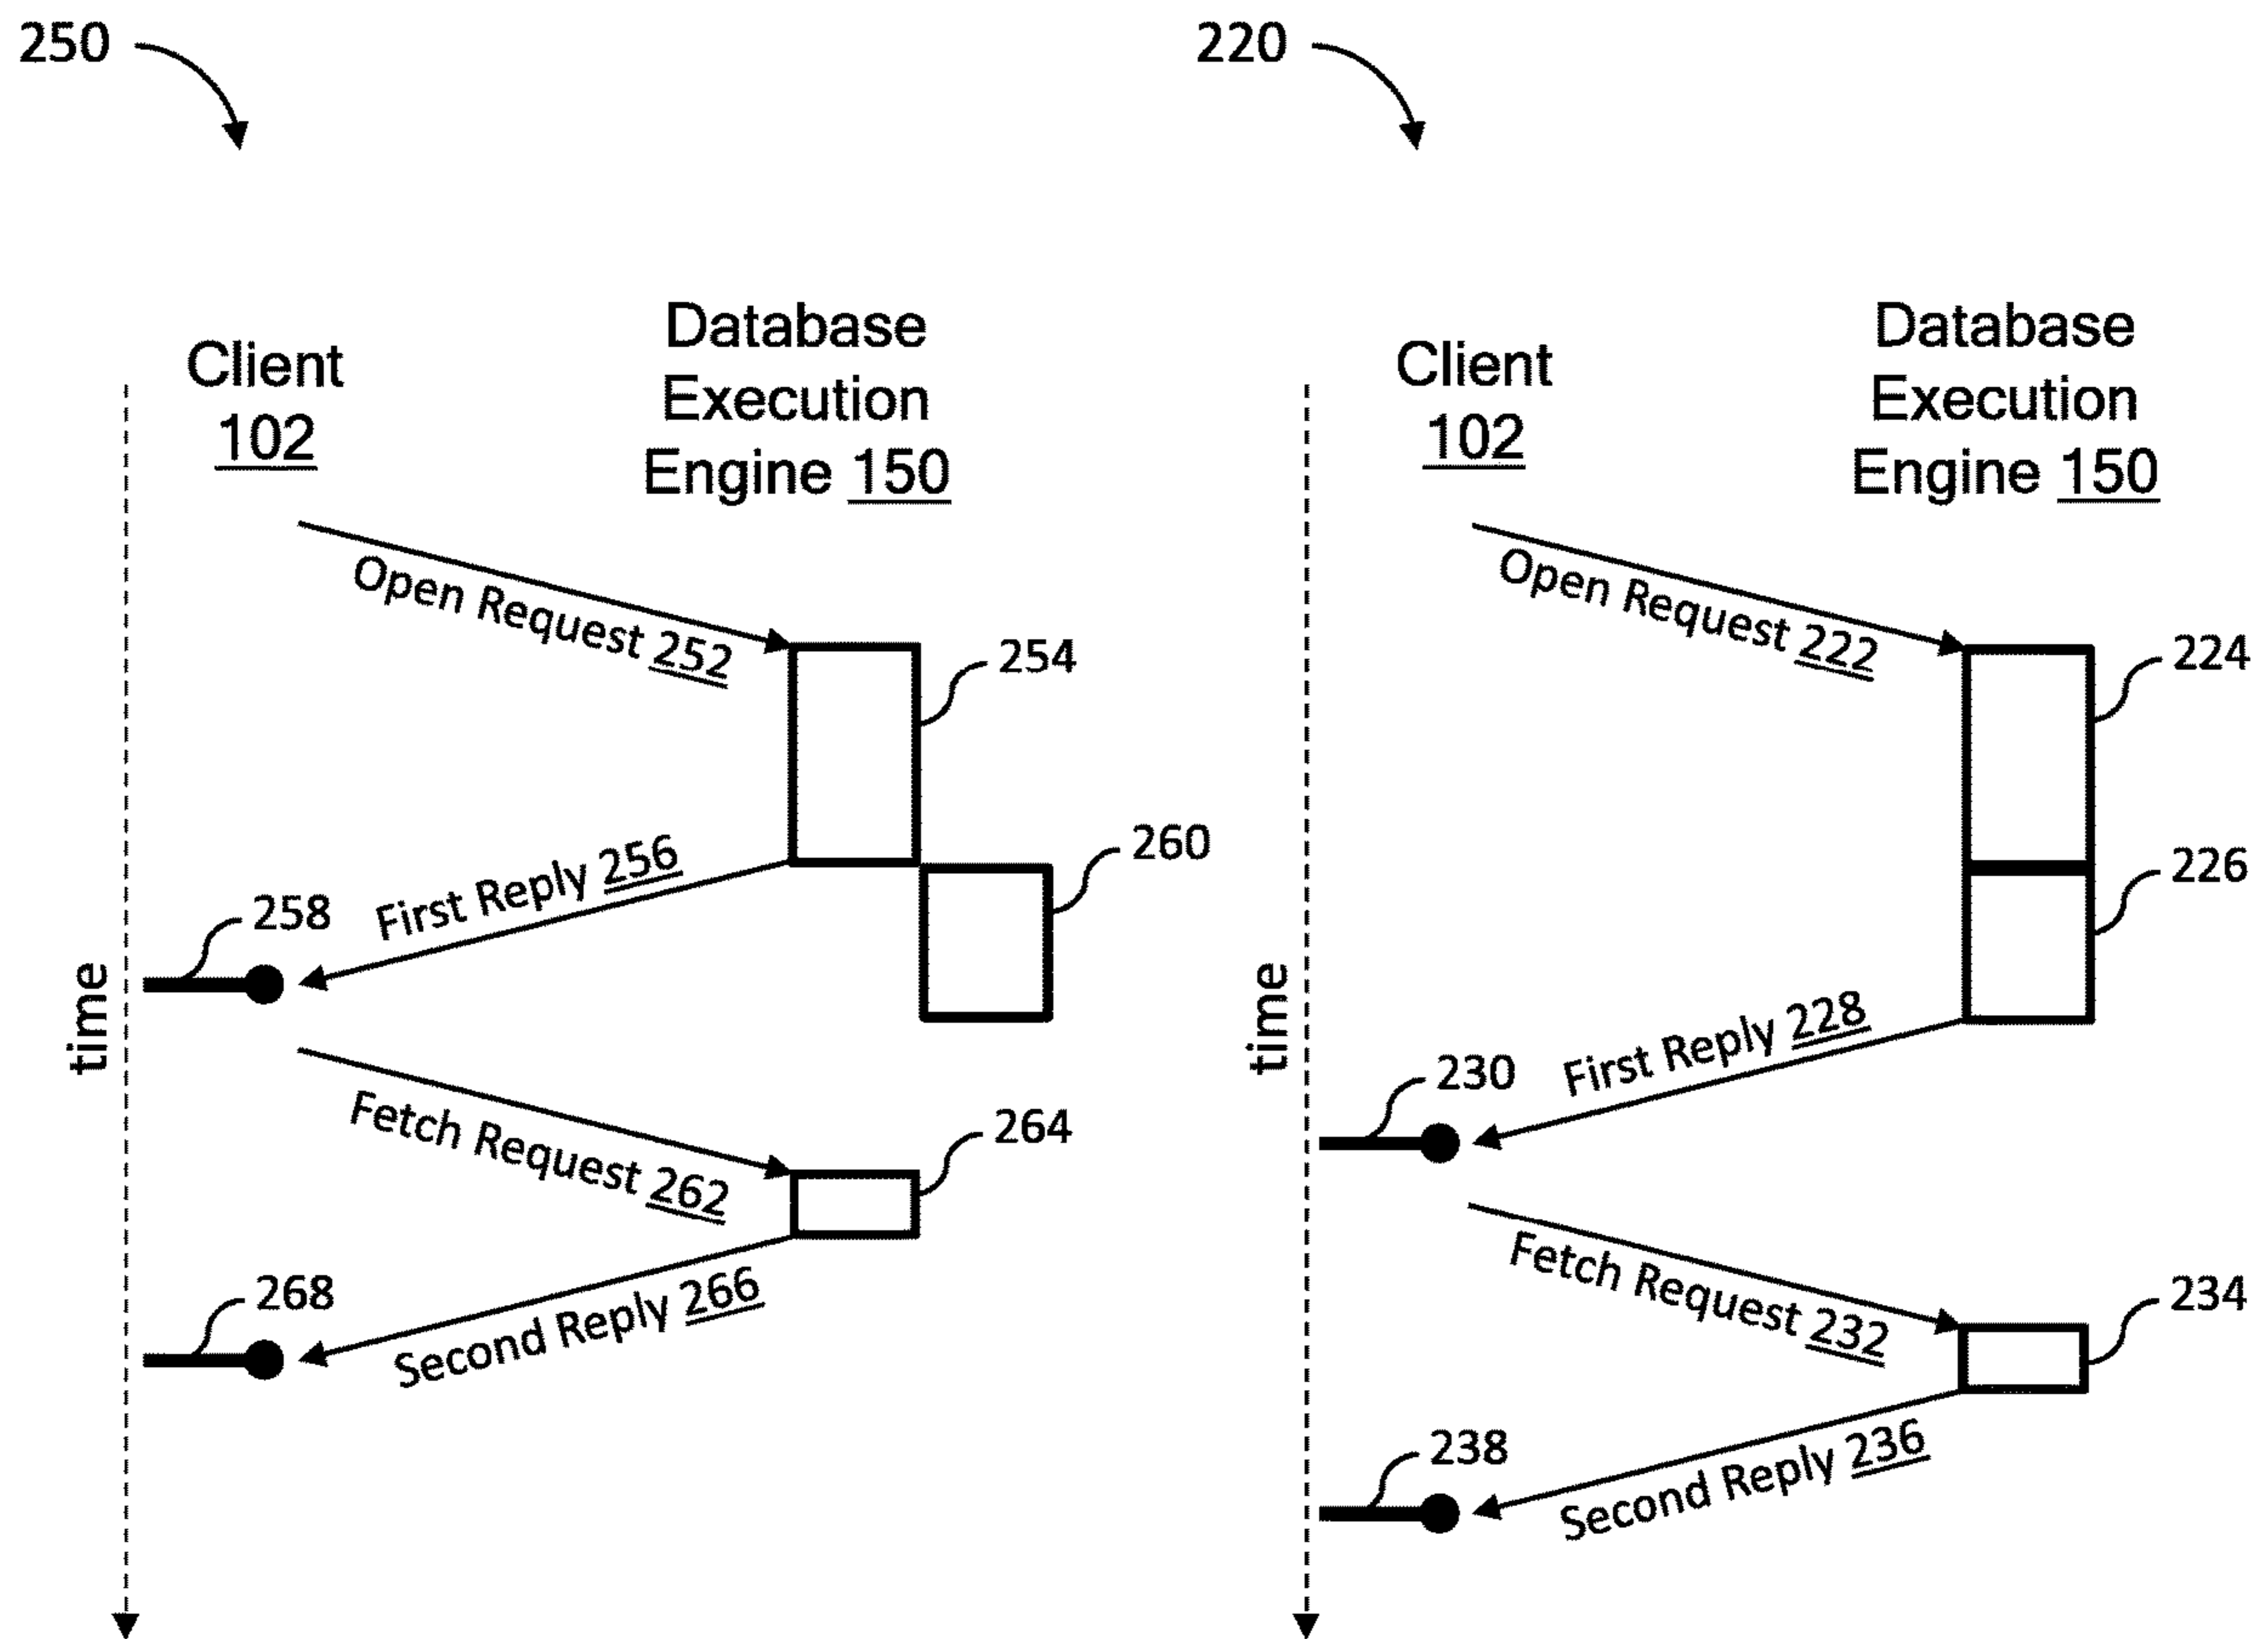 250
Client
102
Database
Execution
Engine 150
Open Request 252
254
First Reply 256
260
258
time
Fetch Request 262
264
268
Second Reply 266
220
Client
102
Database
Execution
Engine 150
Open Request 222
224
226
First Reply 228
time
230
Fetch Request 232
234
238
Second Reply 236